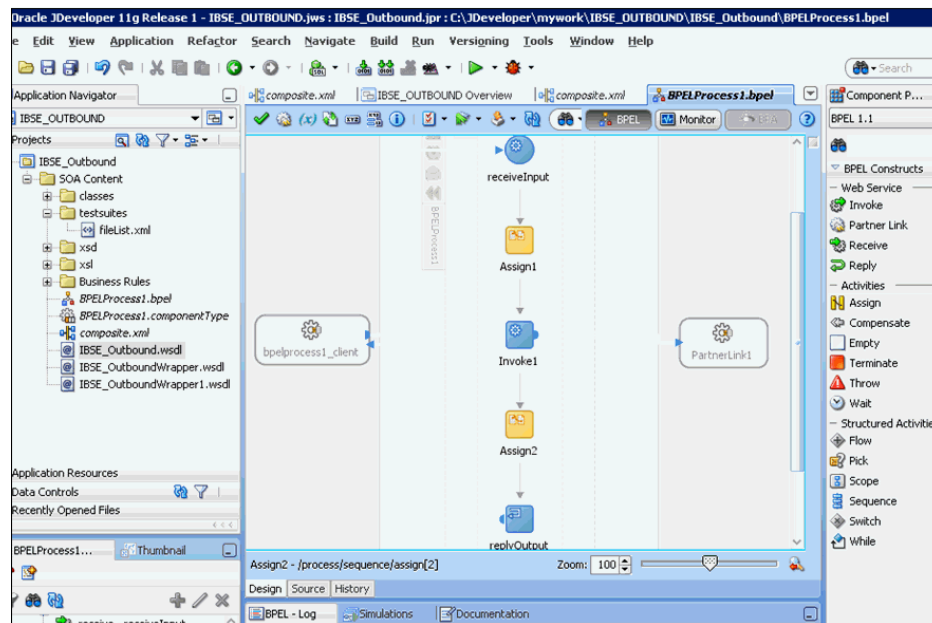 Oracle JDeveloper 11g Release 1 - IBSE_OUTBOUND.jws : IBSE_Outbound.jpr : C:\JDeveloper\mywork\IBSE_OUTBOUND\IBSE_Outbound\BPELProcess1.bpel
e Edit View Application Refactor Search Navigate Build Run Versioning Tools Window Help
Search
Application Navigator
composite.xml IBSE_OUTBOUND Overview composite.xml BPELProcess1.bpel
Component P...
IBSE_OUTBOUND
BPEL Monitor BPA
BPEL 1.1
Projects
IBSE_Outbound
SOA Content
classes
testsuites
fileList.xml
xsd
xsl
Business Rules
BPELProcess1.bpel
BPELProcess1.componentType
composite.xml
IBSE_Outbound.wsdl
IBSE_OutboundWrapper.wsdl
IBSE_OutboundWrapper1.wsdl
Application Resources
Data Controls
Recently Opened Files
BPELProcess1... Thumbnail
receive - receiveInput
BPELProcess1
receiveInput
Assign1
bpelprocess1_client
Invoke1
PartnerLink1
Assign2
replyOutput
Assign2 - /process/sequence/assign[2]
Zoom: 100
Design Source History
BPEL - Log Simulations Documentation
BPEL Constructs
Web Service
Invoke
Partner Link
Receive
Reply
Activities
Assign
Compensate
Empty
Terminate
Throw
Wait
Structured Activitie
Flow
Pick
Scope
Sequence
Switch
While